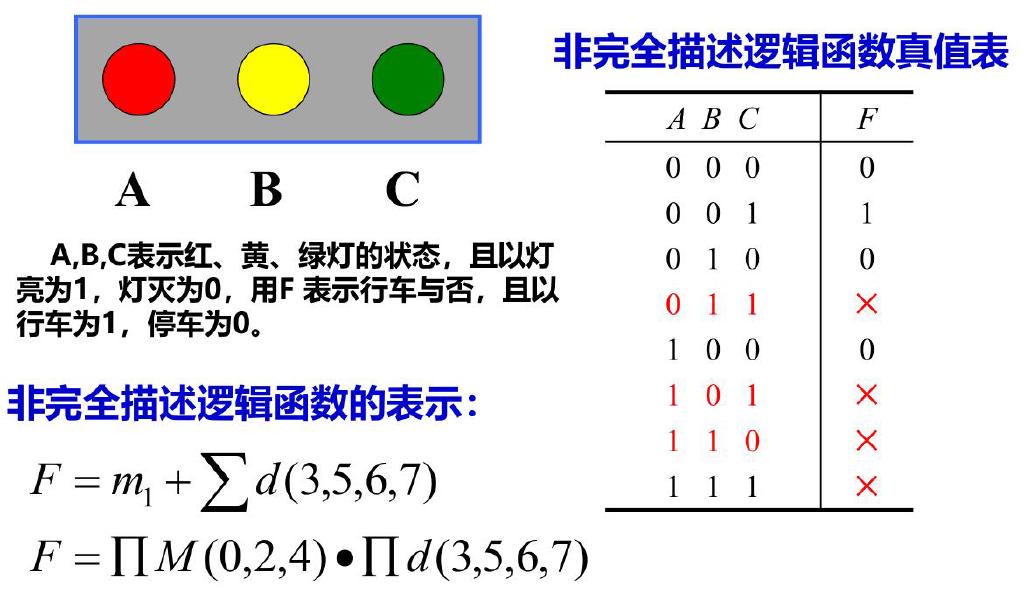 A B C
A,B,C表示红、黄、绿灯的状态，且以灯
亮为1，灯灭为0，用F 表示行车与否，且以
行车为1，停车为0。
非完全描述逻辑函数的表示：
F = m₁ + ∑ d(3,5,6,7)
F = ∏ M (0,2,4) • ∏ d(3,5,6,7)
非完全描述逻辑函数真值表
A B C F
0 0 0 0
0 0 1 1
0 1 0 0
0 1 1 ×
1 0 0 0
1 0 1 ×
1 1 0 ×
1 1 1 ×